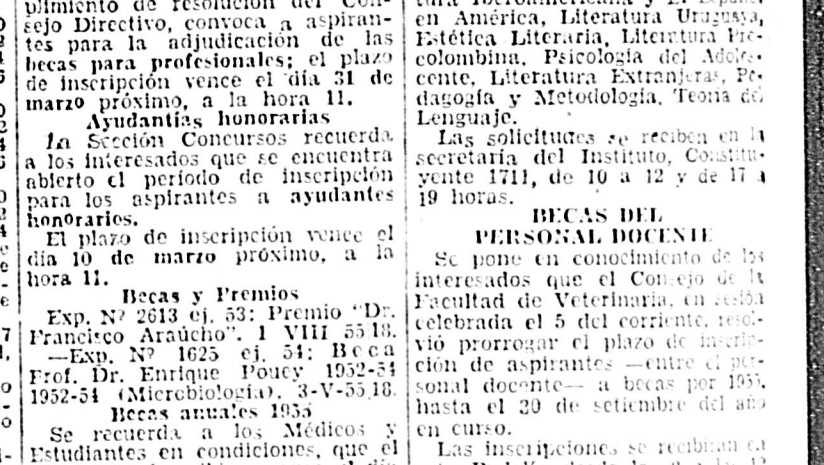 plimiento de resolución del Con-
sejo Directivo, convoca a aspiran-
tes para la adjudicación de las
becas para profesionales; el plazo
de inscripción vence el día 31 de
marzo próximo, a la hora 11.
Ayudantías honorarias
La Sección Concursos recuerda
a los interesados que se encuentra
abierto el período de inscripción
para los aspirantes a ayudantes
honorarios.
El plazo de inscripción vence el
día 10 de marzo próximo, a la
hora 11.
Becas y Premios
Exp. Nº 2613 ej. 53: Premio "Dr.
Francisco Araúcho". 1 VIII 55 18.
—Exp. Nº 1625 ej. 54: Beca
Prof. Dr. Enrique Pouey 1952-54
1952-54 (Microbiología). 3-V-55,18.
Becas anuales 1955
Se recuerda a los Médicos y
Estudiantes en condiciones, que el
tura Iberoamericana y
en América, Literatura Uruguaya,
Estética Literaria, Literatura Pre-
colombina, Psicología del Adoles-
cente, Literatura Extranjeras, Pe-
dagogía y Metodología, Teoría del
Lenguaje.
Las solicitudes se reciben en la
secretaría del Instituto, Constitu-
yente 1711, de 10 a 12 y de 17 a
19 horas.
BECAS DEL
PERSONAL DOCENTE
Se pone en conocimiento de los
interesados que el Consejo de la
Facultad de Veterinaria, en sesión
celebrada el 5 del corriente, resol-
vió prorrogar el plazo de inscrip-
ción de aspirantes —entre el per-
sonal docente— a becas por 1955,
hasta el 30 de setiembre del año
en curso.
Las inscripciones se recibirán en